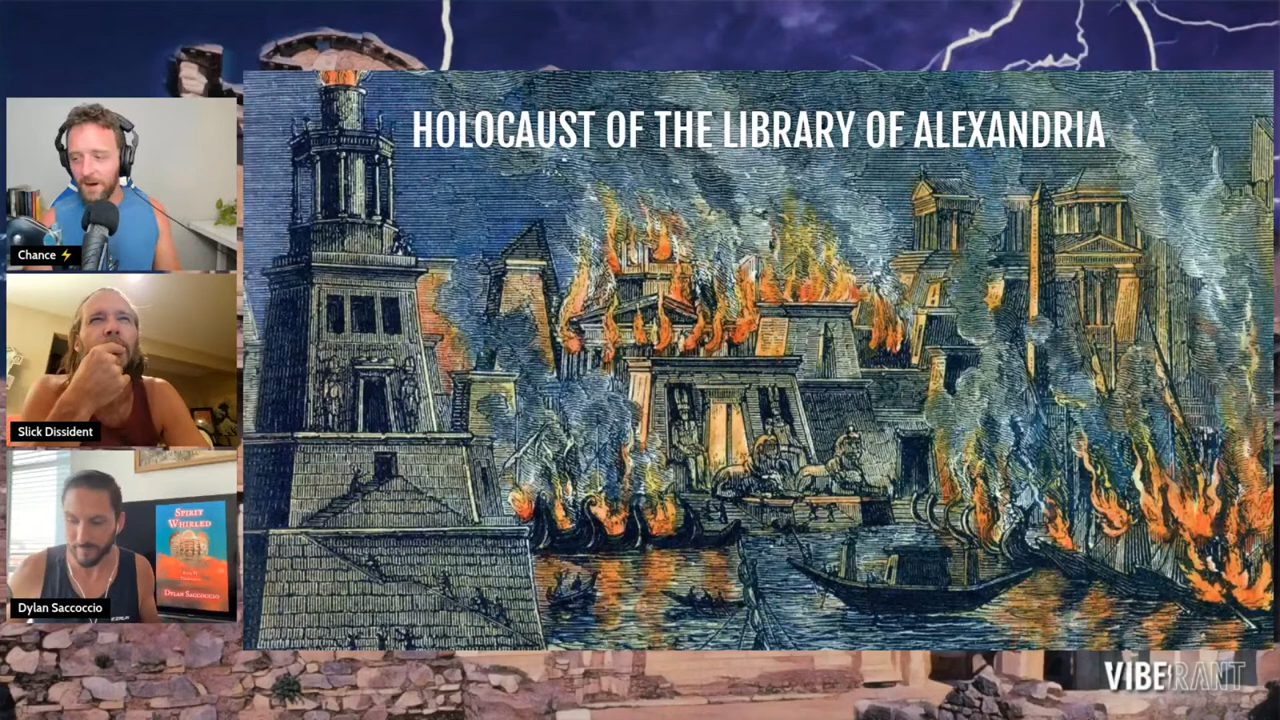 HOLOCAUST OF THE LIBRARY OF ALEXANDRIA
Chance
Slick Dissident
SPIRIT
WHIRLED
DYLAN SACCOCCIO
Dylan Saccoccio
VIBERANT